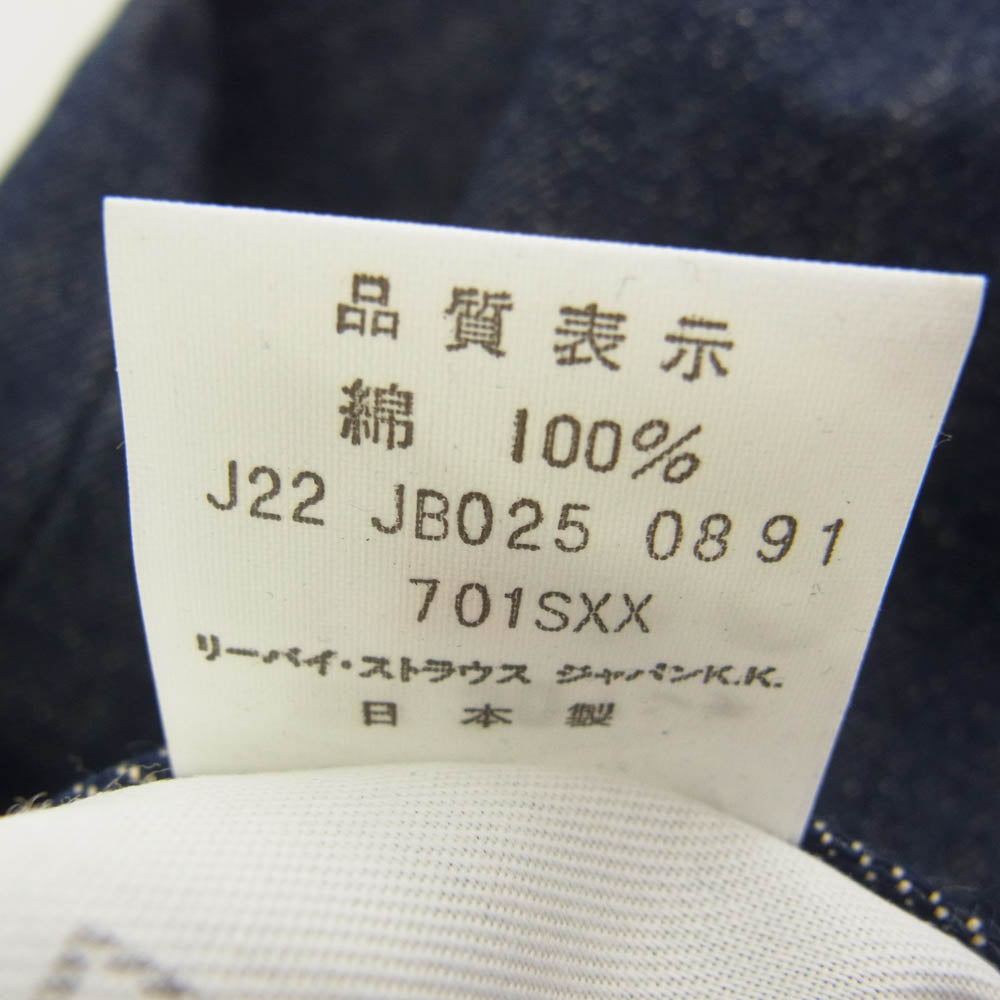 品質表示
綿 100%
J22 JB025 0891
701SXX
リーバイ・ストラウス ジャパンK.K.
日本製